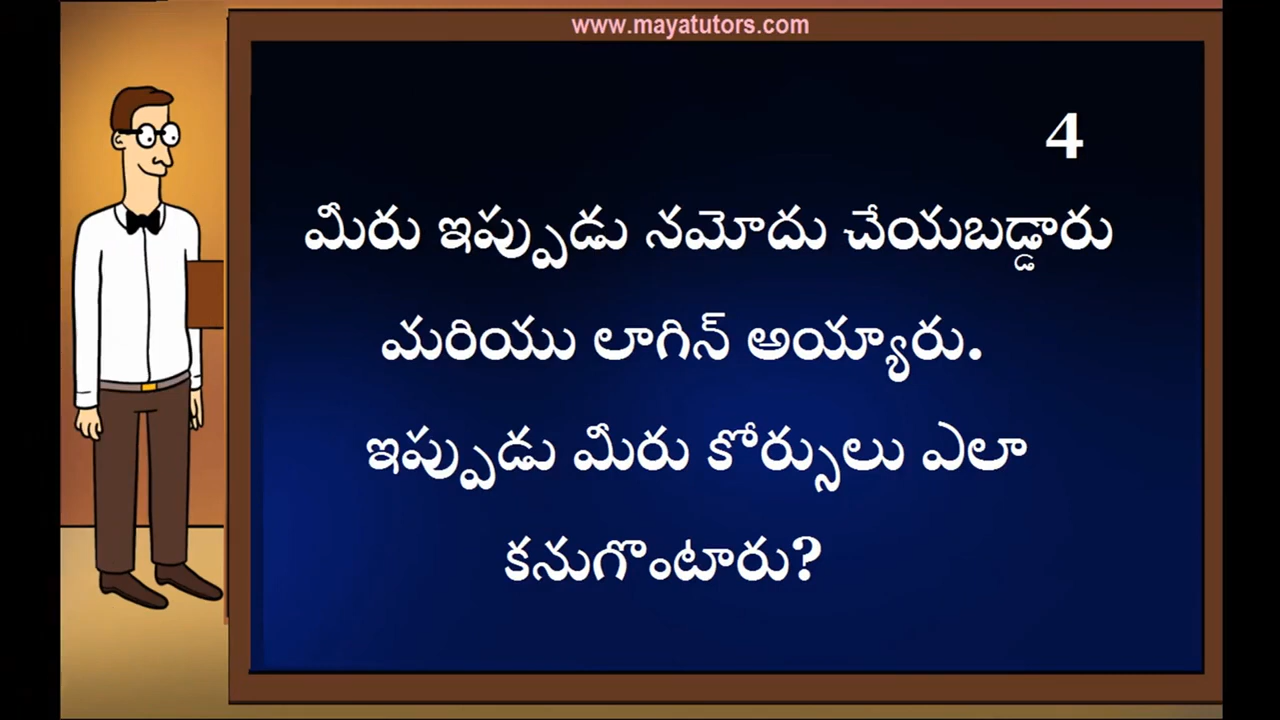 www.mayatutors.com
4
మీరు ఇప్పుడు నమోదు చేయబడ్డారు
మరియు లాగిన్ అయ్యారు.
ఇప్పుడు మీరు కోర్సులు ఎలా
కనుగొంటారు?